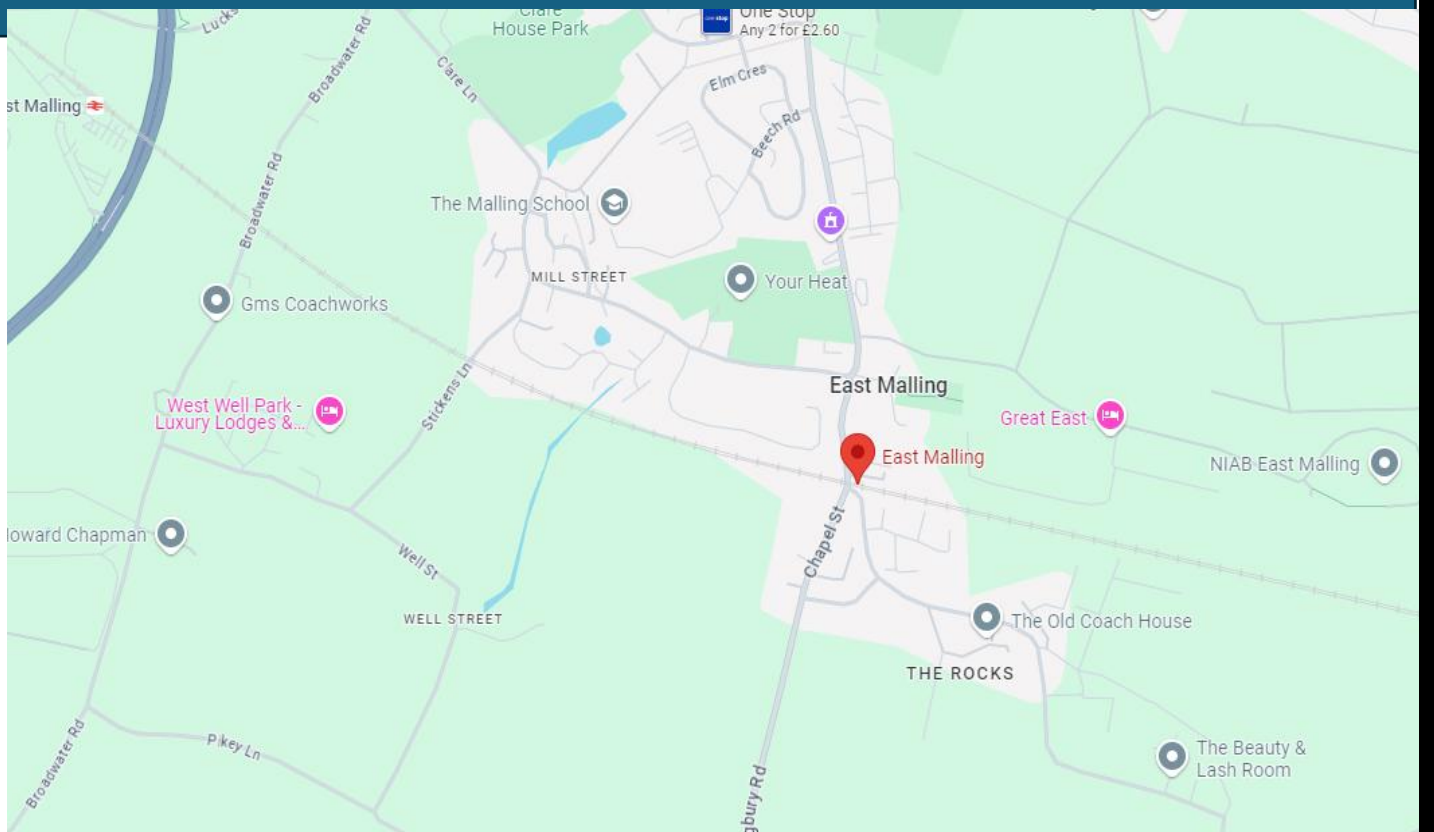 Clare
House Park
One Stop
Any 2 for £2.60
one stop
Broadwater Rd
Clare Ln
Elm Cres
st Malling
Beech Rd
Broadwater Rd
The Malling School
MILL STREET
Your Heat
Gms Coachworks
East Malling
Stickens Ln
West Well Park -
Luxury Lodges &...
Great East
East Malling
NIAB East Malling
Chapel St
oward Chapman
Well St
WELL STREET
The Old Coach House
THE ROCKS
Pikey Ln
Broadwater Rd
The Beauty &
Lash Room
gbury Rd